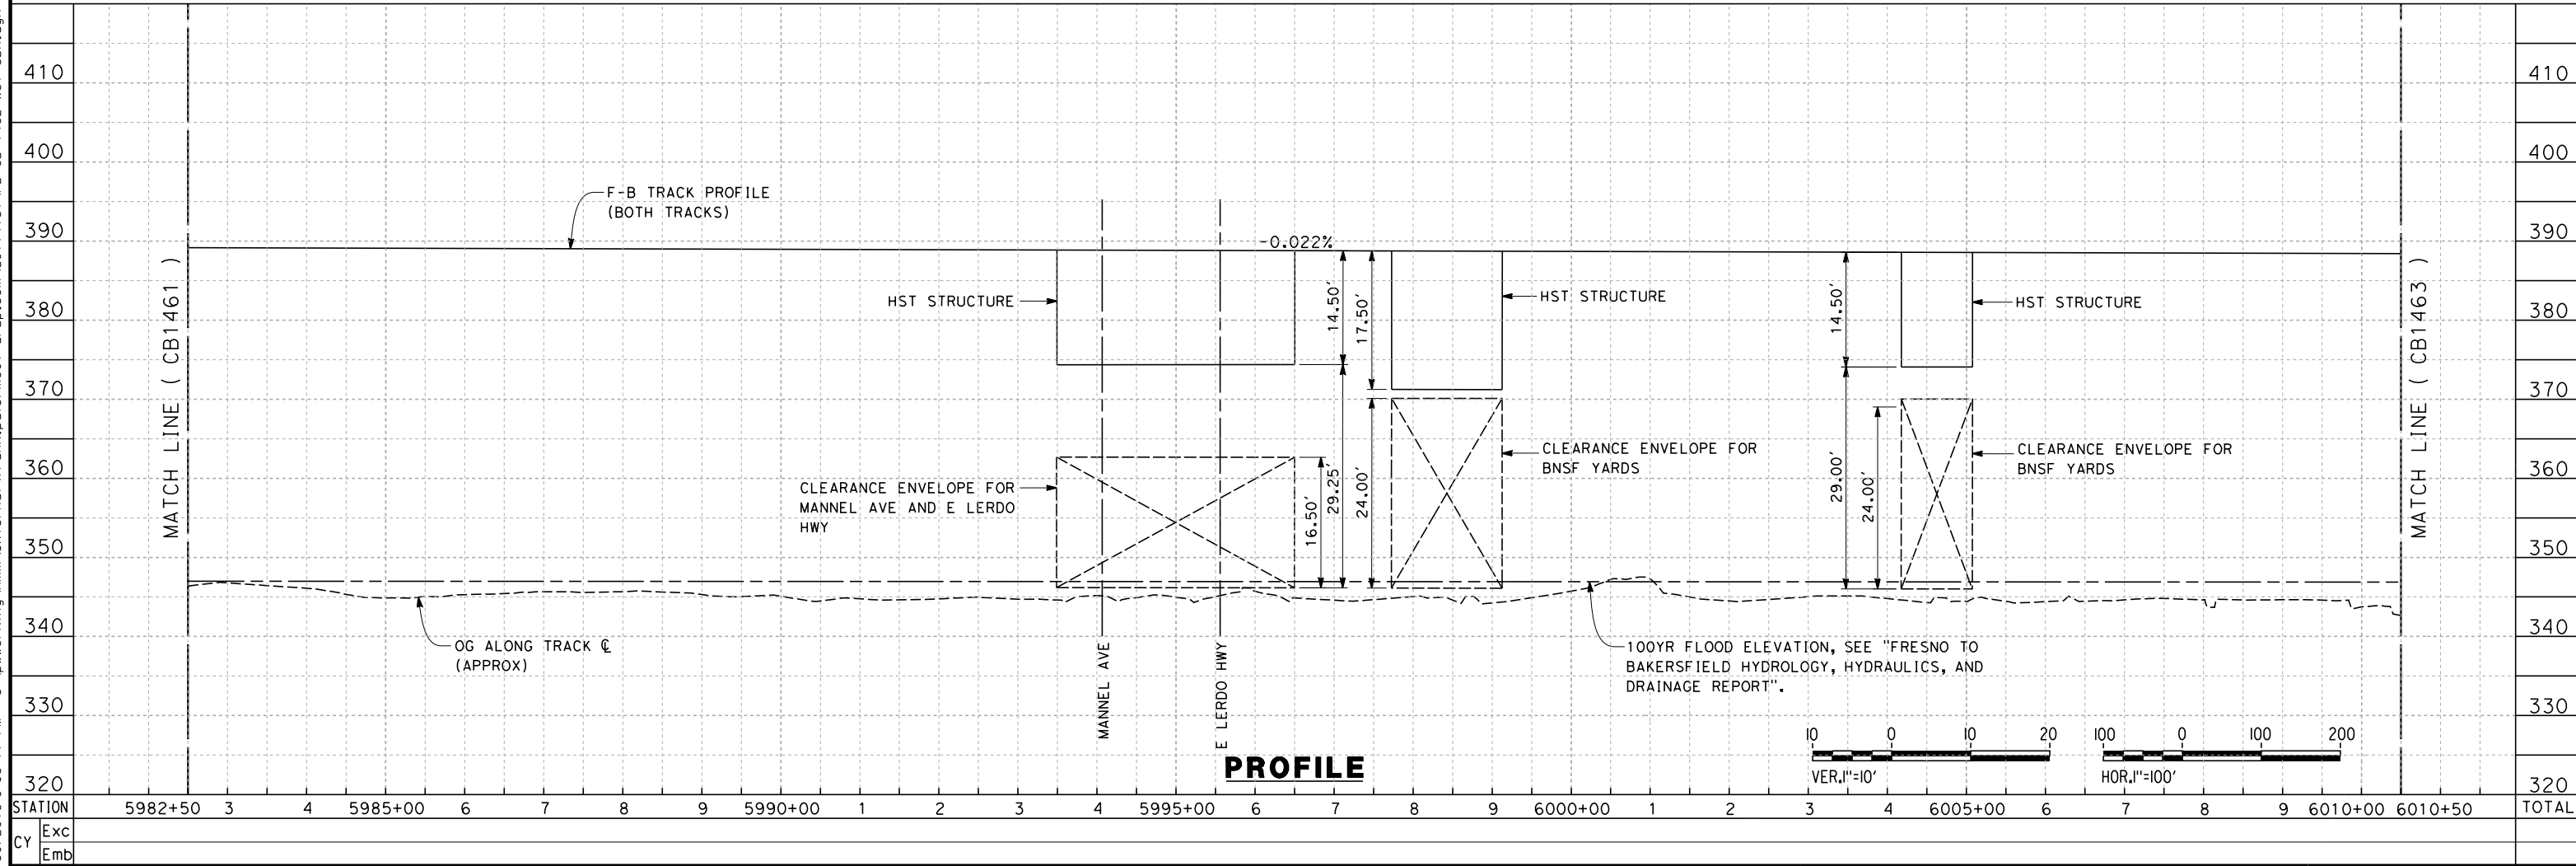 410
410
400
400
F-B TRACK PROFILE
(BOTH TRACKS)
390
-0.022%
390
MATCH LINE ( CB1461 )
HST STRUCTURE
14.50'
17.50'
HST STRUCTURE
14.50'
HST STRUCTURE
MATCH LINE ( CB1463 )
380
380
370
370
360
360
CLEARANCE ENVELOPE FOR
MANNEL AVE AND E LERDO
HWY
16.50'
29.25'
24.00'
CLEARANCE ENVELOPE FOR
BNSF YARDS
29.00'
24.00'
CLEARANCE ENVELOPE FOR
BNSF YARDS
350
350
340
340
OG ALONG TRACK ℄
(APPROX)
MANNEL AVE
E LERDO HWY
100YR FLOOD ELEVATION, SEE "FRESNO TO
BAKERSFIELD HYDROLOGY, HYDRAULICS, AND
DRAINAGE REPORT".
330
330
PROFILE
10 0 10 20
VER.1"=10'
100 0 100 200
HOR.1"=100'
320
320
STATION 5982+50 3 4 5985+00 6 7 8 9 5990+00 1 2 3 4 5995+00 6 7 8 9 6000+00 1 2 3 4 6005+00 6 7 8 9 6010+00 6010+50 TOTAL
CY
Exc
Emb